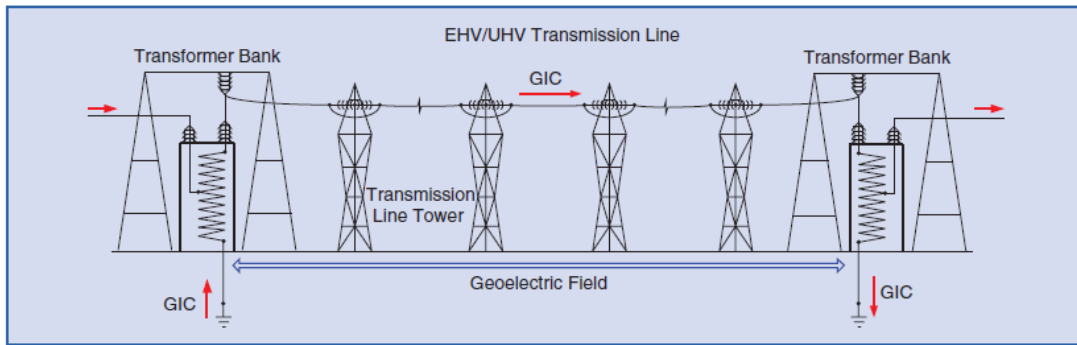 EHV/UHV Transmission Line
Transformer Bank
Transformer Bank
GIC
Transmission
Line Tower
Geoelectric Field
GIC
GIC